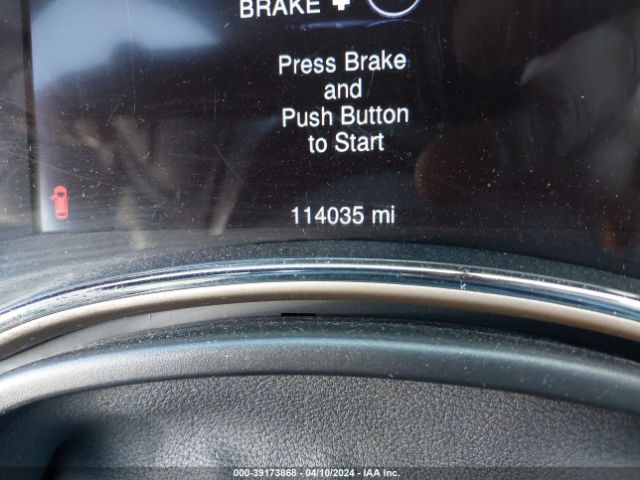 BRAKE +
Press Brake
and
Push Button
to Start
114035 mi
000-39173868 • 04/10/2024 • IAA Inc.